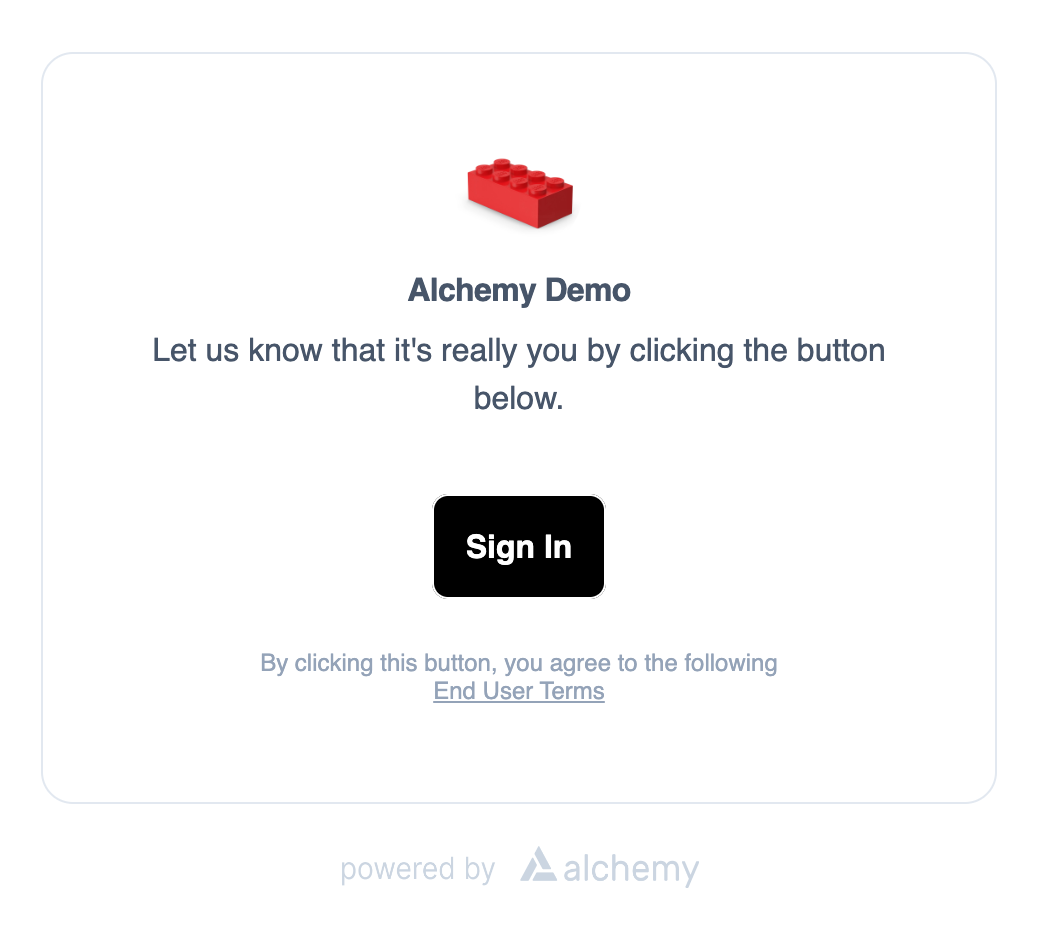 Alchemy Demo
Let us know that it's really you by clicking the button
below.
Sign In
By clicking this button, you agree to the following
End User Terms
powered by alchemy